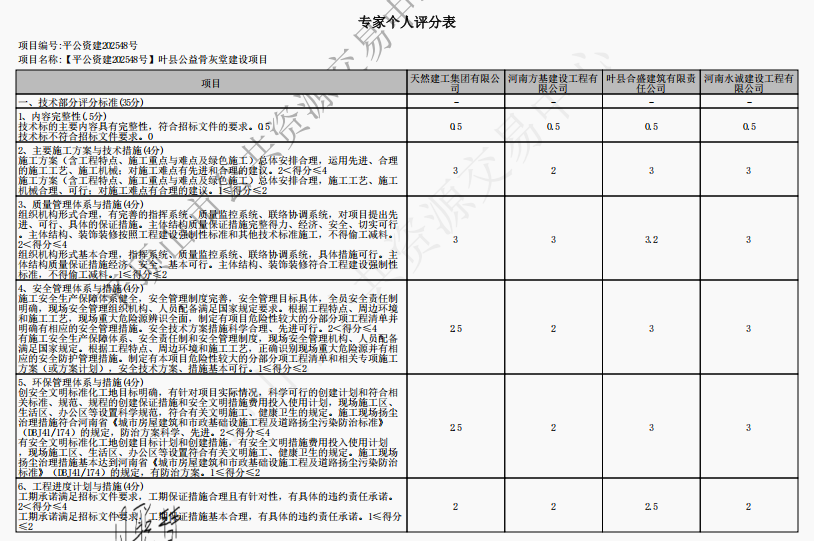 专家个人评分表
项目编号:平公资建202548号
项目名称:【平公资建202548号】叶县公益骨灰堂建设项目
项目 天然建工集团有限公司 河南方基建设工程有限公司 叶县合盛建筑有限责任公司 河南水诚建设工程有限公司
一、技术部分评分标准(35分) - - - -
1、内容完整性(.5分)
技术标的主要内容具有完整性，符合招标文件的要求。0.5
技术标不符合招标文件要求。0
0.5 0.5 0.5 0.5
2、主要施工方案与技术措施(4分)
施工方案（含工程特点、施工重点与难点及绿色施工）总体安排合理，运用先进、合理
的施工工艺、施工机械；对施工难点有先进和合理的建议。2<得分≤4
施工方案（含工程特点、施工重点与难点及绿色施工）总体安排合理，施工工艺、施工
机械合理、可行；对施工难点有合理的建议。1≤得分≤2
3 2 3 3
3、质量管理体系与措施(4分)
组织机构形式合理，有完善的指挥系统、质量监控系统、联络协调系统，对项目提出先
进、可行、具体的保证措施。主体结构质量保证措施完整得力、经济、安全、切实可行
。主体结构、装饰装修按照工程建设强制性标准和其他技术标准施工，不得偷工减料。
2<得分≤4
组织机构形式基本合理，指挥系统、质量监控系统、联络协调系统，具体措施可行。主
体结构质量保证措施经济、安全、基本可行。主体结构、装饰装修符合工程建设强制性
标准，不得偷工减料。1≤得分≤2
3 3 3.2 3
4、安全管理体系与措施(4分)
施工安全生产保障体系健全，安全管理制度完善，安全管理目标具体，全员安全责任制
明确，现场安全管理组织机构、人员配备满足国家规定要求。根据工程特点、周边环境
和施工工艺，现场重大危险源辨识全面，制定有项目危险性较大的分部分项工程清单并
明确有相应的安全管理措施。安全技术方案措施科学合理、先进可行。2<得分≤4
有施工安全生产保障体系、安全责任制和安全管理制度，现场安全管理机构、人员配备
满足国家规定。根据工程特点、周边环境和施工工艺，正确识别现场重大危险源并有相
应的安全防护管理措施。制定有本项目危险性较大的分部分项工程清单和相关专项施工
方案（或方案计划），安全技术方案、措施基本可行。1≤得分≤2
2.5 2 3 3
5、环保管理体系与措施(4分)
创安全文明标准化工地目标明确，有针对项目实际情况，科学可行的创建计划和符合相
关标准、规范、规程的创建保证措施和安全文明措施费用投入使用计划，现场施工区、
生活区、办公区等设置科学规范，符合有关文明施工、健康卫生的规定。施工现场扬尘
治理措施符合河南省《城市房屋建筑和市政基础设施工程及道路扬尘污染防治标准》
（DBJ41/174）的规定，防治方案科学、先进。2<得分≤4
有安全文明标准化工地创建目标计划和创建措施，有安全文明措施费用投入使用计划
，现场施工区、生活区、办公区等设置符合有关文明施工、健康卫生的规定。施工现场
扬尘治理措施基本达到河南省《城市房屋建筑和市政基础设施工程及道路扬尘污染防治
标准》（DBJ41/174）的规定，有防治方案。1≤得分≤2
2.5 2 3 3
6、工程进度计划与措施(4分)
工期承诺满足招标文件要求，工期保证措施合理且有针对性，有具体的违约责任承诺。
2<得分≤4
工期承诺满足招标文件要求，工期保证措施基本合理，有具体的违约责任承诺。1≤得分
≤2
2 2 2.5 2